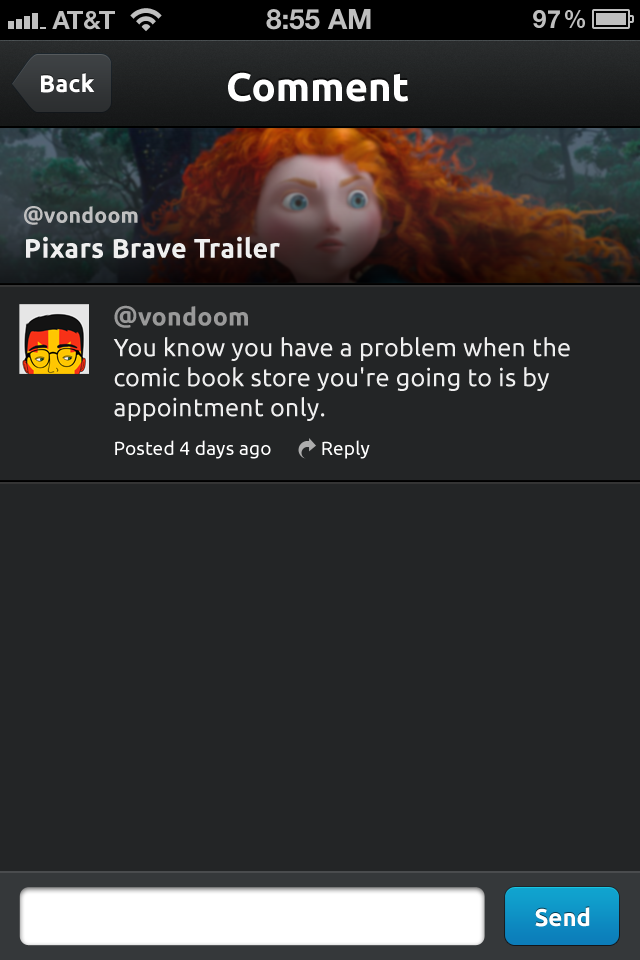 AT&T 8:55 AM 97%
Back Comment
@vondoom
Pixars Brave Trailer
@vondoom
You know you have a problem when the
comic book store you're going to is by
appointment only.
Posted 4 days ago Reply
Send